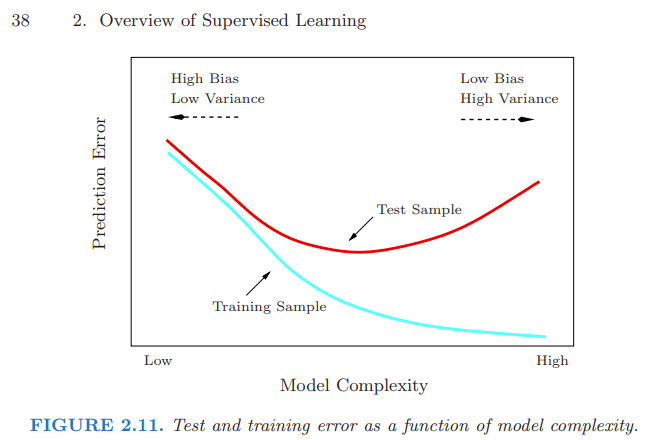 38 2. Overview of Supervised Learning
High Bias
Low Variance
Low Bias
High Variance
Prediction Error
Test Sample
Training Sample
Low
High
Model Complexity
FIGURE 2.11. Test and training error as a function of model complexity.